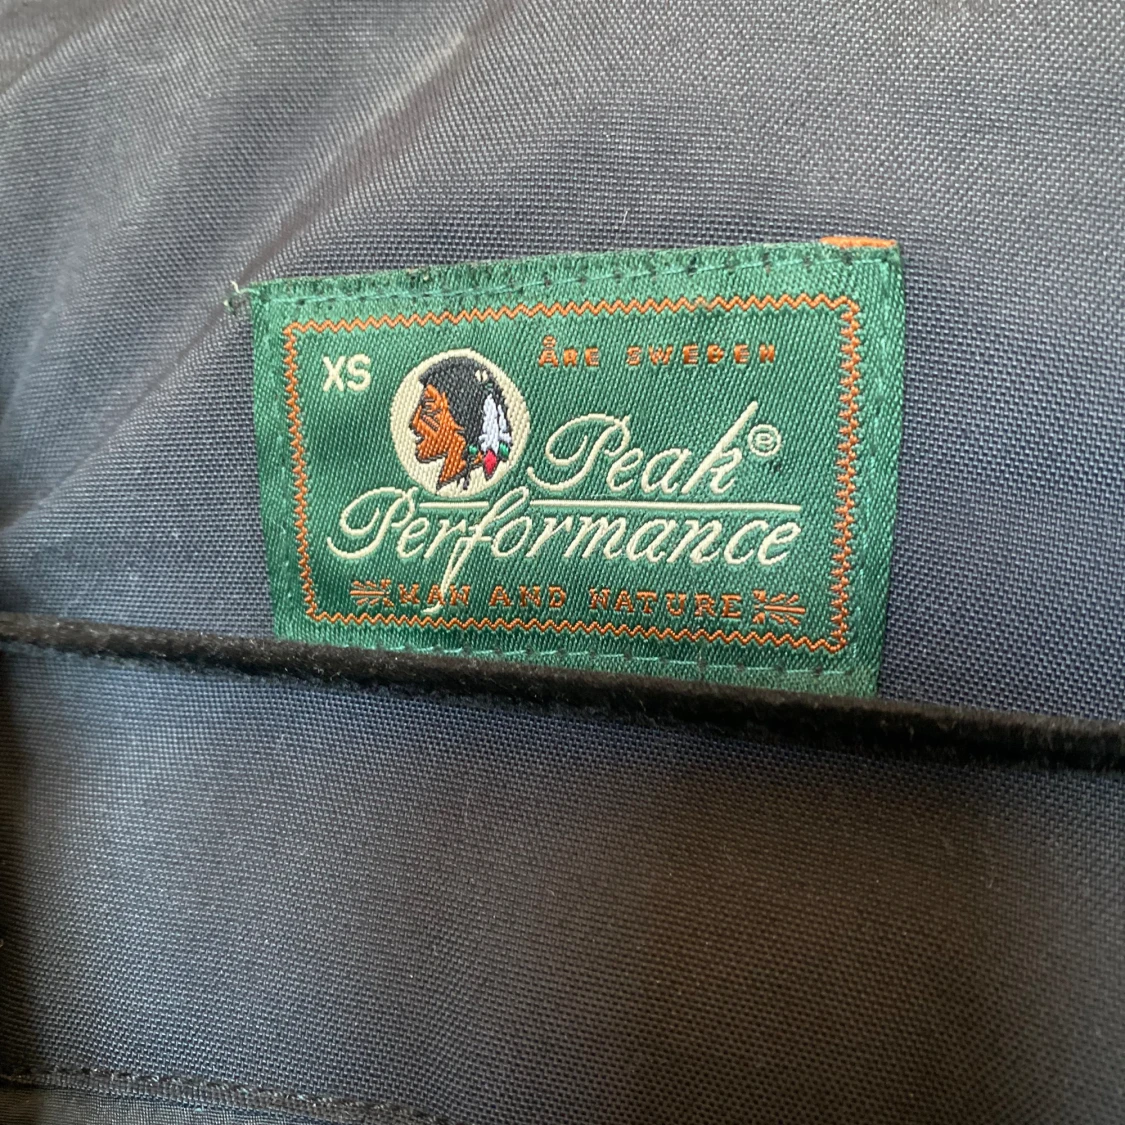 XS
ÅRE SWEDEN
Peak®
Performance
MAN AND NATURE